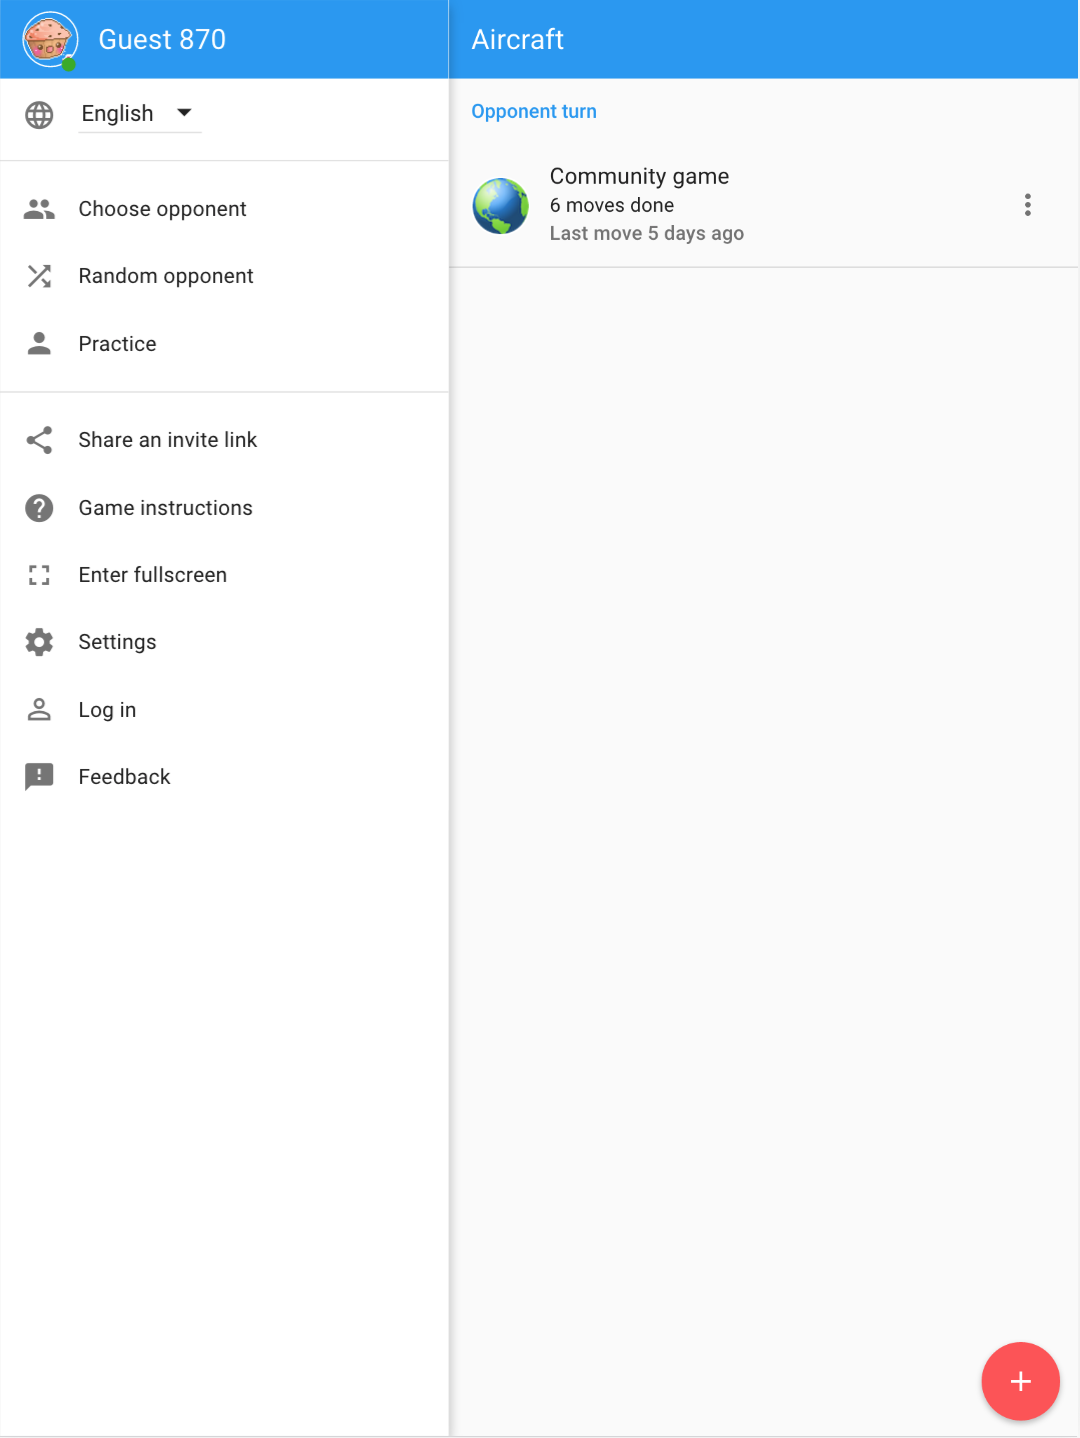 Guest 870
English
Choose opponent
Random opponent
Practice
Share an invite link
Game instructions
Enter fullscreen
Settings
Log in
Feedback
Aircraft
Opponent turn
Community game
6 moves done
Last move 5 days ago